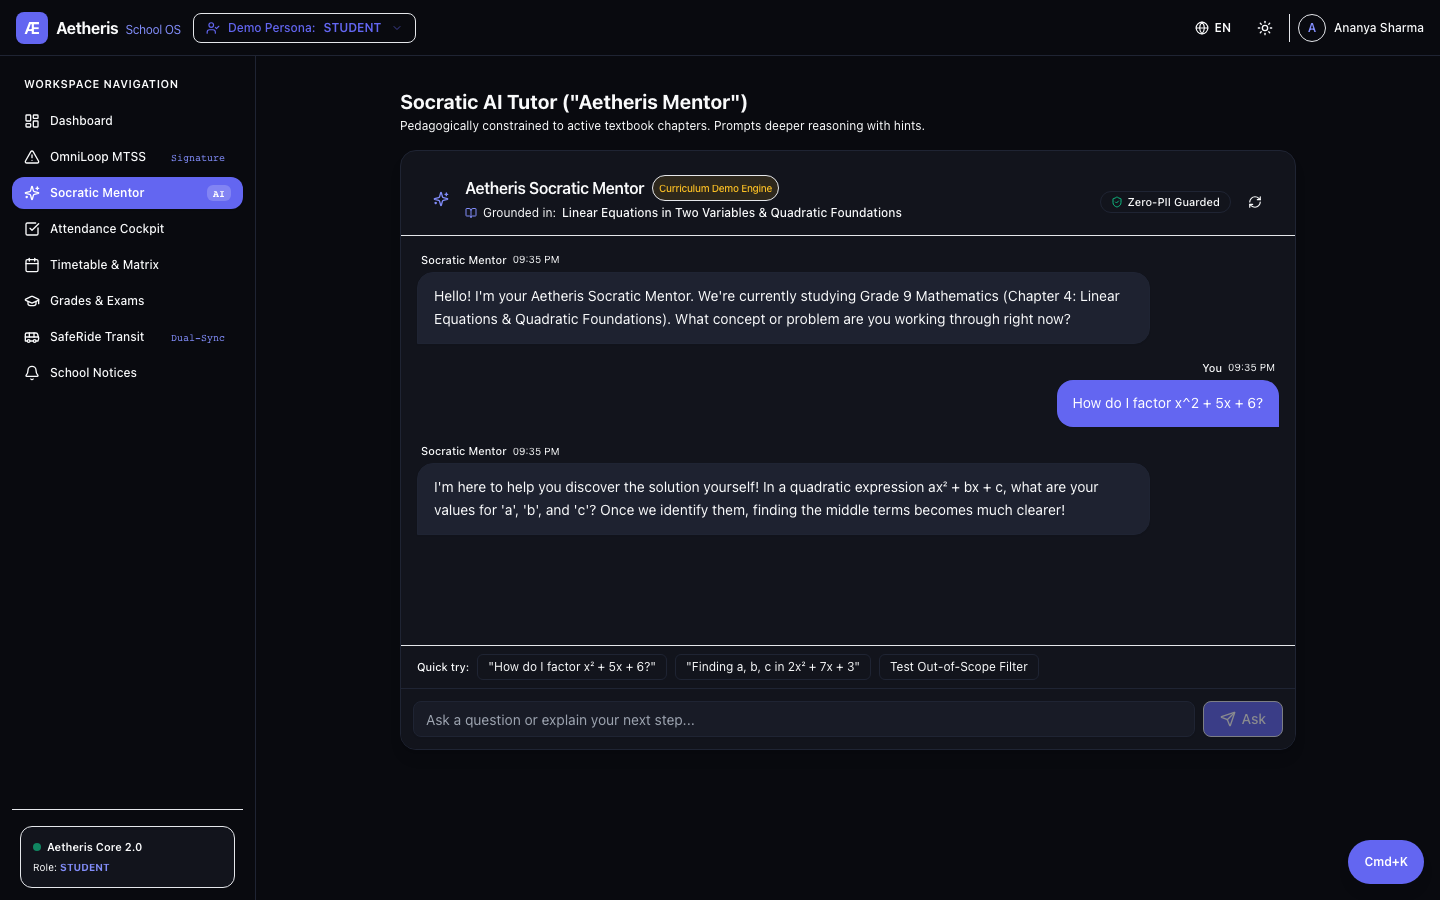 Æ Aetheris School OS
Demo Persona: STUDENT
EN
A Ananya Sharma
WORKSPACE NAVIGATION
Dashboard
OmniLoop MTSS Signature
Socratic Mentor AI
Attendance Cockpit
Timetable & Matrix
Grades & Exams
SafeRide Transit Dual-Sync
School Notices
Aetheris Core 2.0
Role: STUDENT
Socratic AI Tutor ("Aetheris Mentor")
Pedagogically constrained to active textbook chapters. Prompts deeper reasoning with hints.
Aetheris Socratic Mentor Curriculum Demo Engine
Grounded in: Linear Equations in Two Variables & Quadratic Foundations
Zero-PII Guarded
Socratic Mentor 09:35 PM
Hello! I'm your Aetheris Socratic Mentor. We're currently studying Grade 9 Mathematics (Chapter 4: Linear
Equations & Quadratic Foundations). What concept or problem are you working through right now?
You 09:35 PM
How do I factor x^2 + 5x + 6?
Socratic Mentor 09:35 PM
I'm here to help you discover the solution yourself! In a quadratic expression ax² + bx + c, what are your
values for 'a', 'b', and 'c'? Once we identify them, finding the middle terms becomes much clearer!
Quick try: "How do I factor x² + 5x + 6?" "Finding a, b, c in 2x² + 7x + 3" Test Out-of-Scope Filter
Ask a question or explain your next step...
Ask
Cmd+K